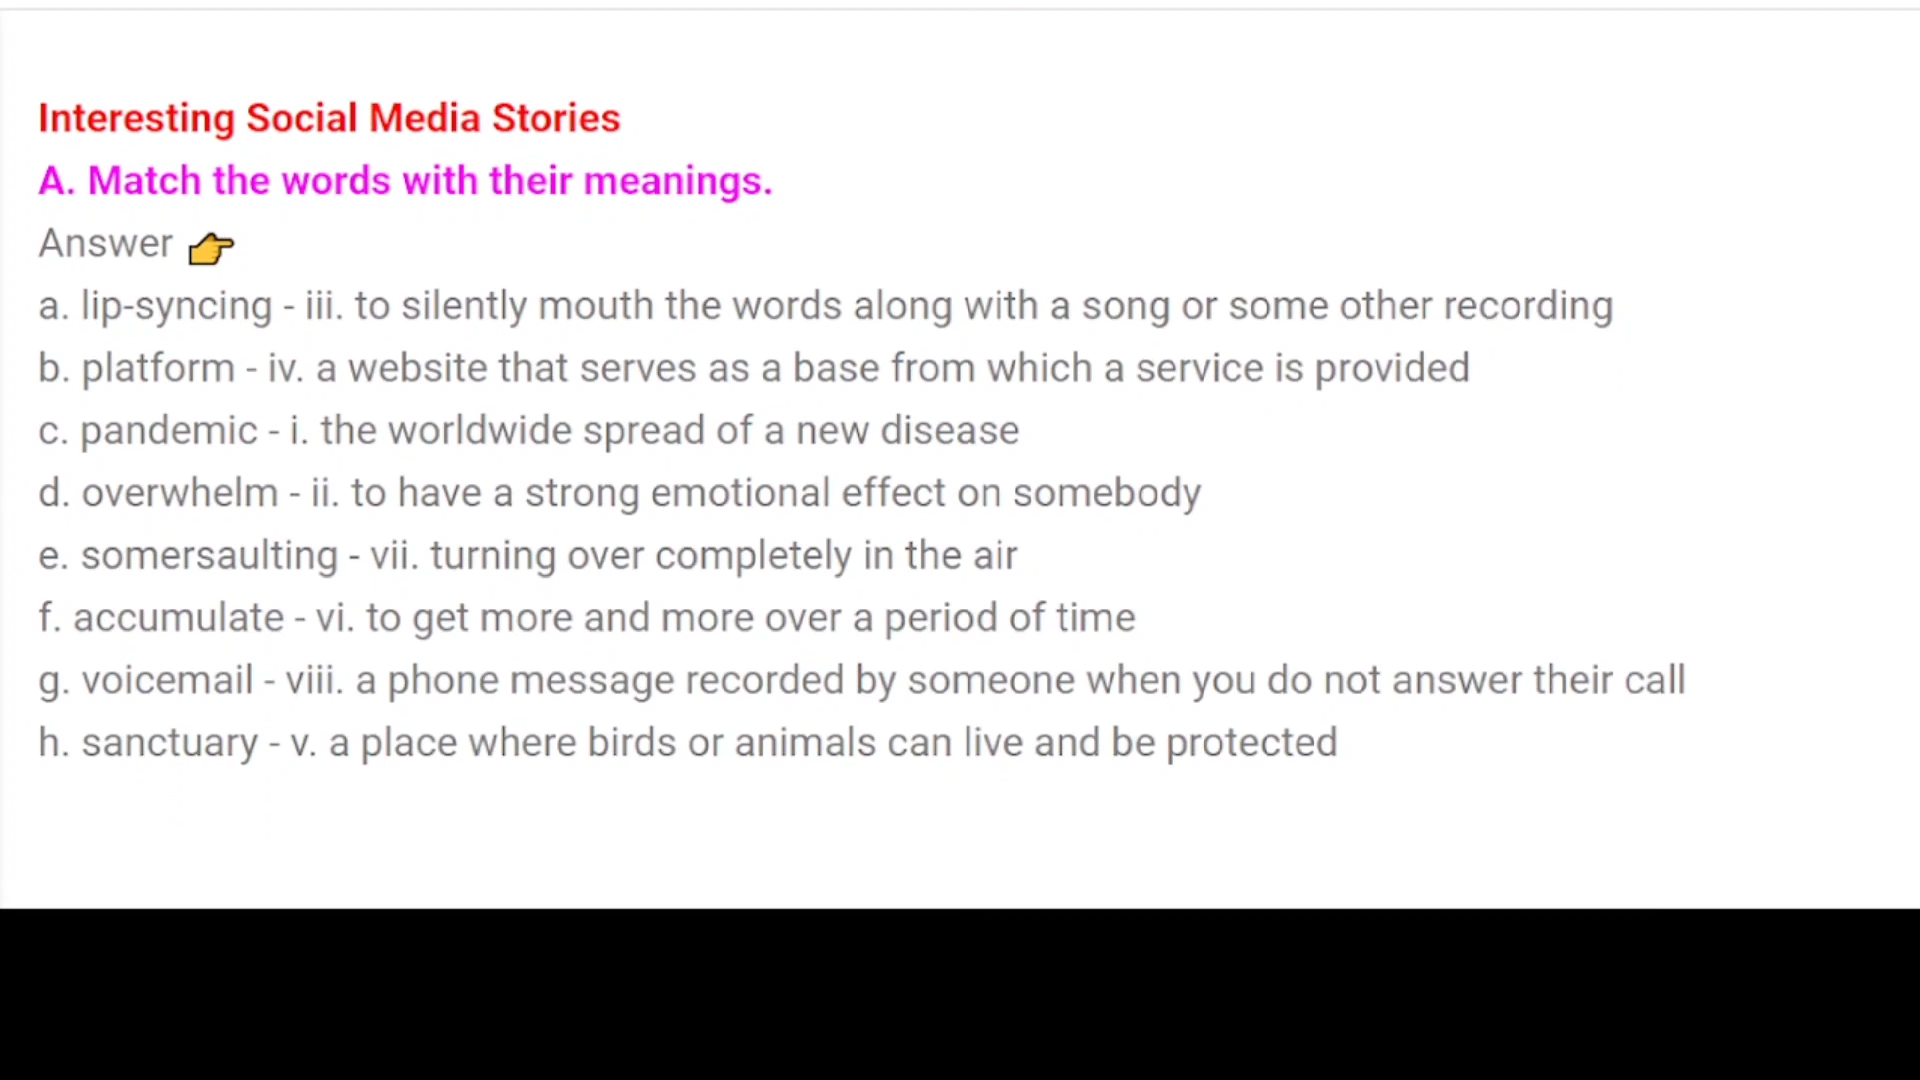 Interesting Social Media Stories
A. Match the words with their meanings.
Answer 👉
a. lip-syncing - iii. to silently mouth the words along with a song or some other recording
b. platform - iv. a website that serves as a base from which a service is provided
c. pandemic - i. the worldwide spread of a new disease
d. overwhelm - ii. to have a strong emotional effect on somebody
e. somersaulting - vii. turning over completely in the air
f. accumulate - vi. to get more and more over a period of time
g. voicemail - viii. a phone message recorded by someone when you do not answer their call
h. sanctuary - v. a place where birds or animals can live and be protected